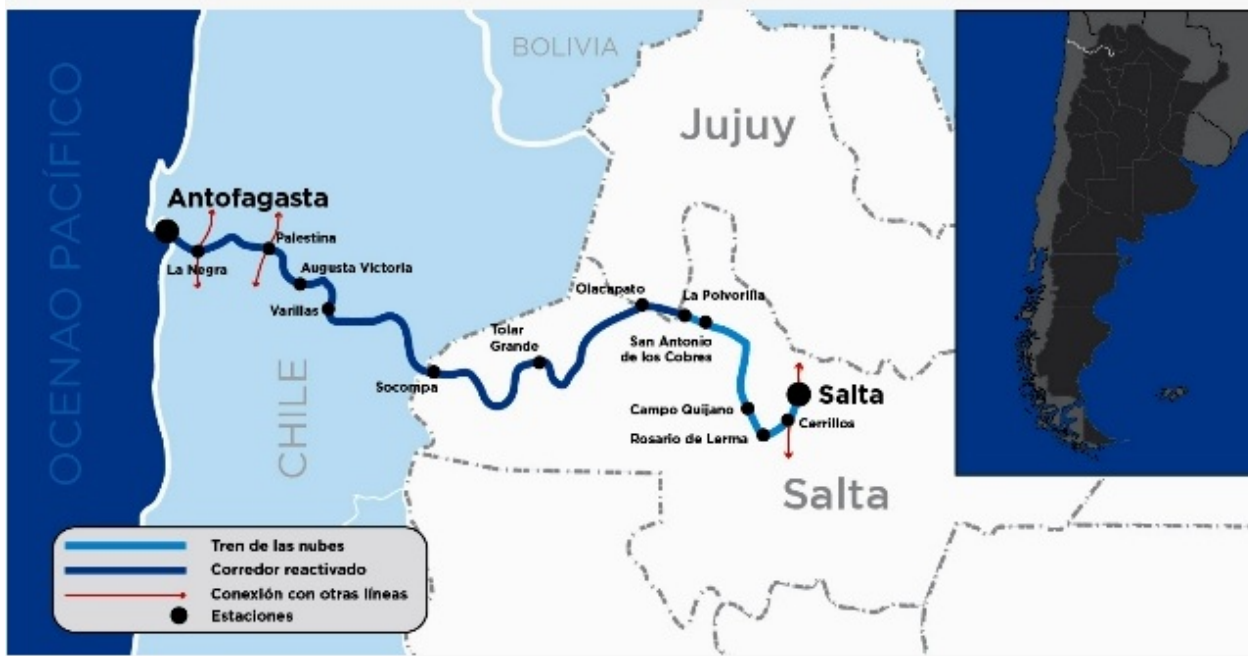 BOLIVIA
Jujuy
OCENAO PACÍFICO
Antofagasta
Palestina
La Negra
Augusta Victoria
Varillas
CHILE
Socompa
Tolar
Grande
Olacapato
La Polvorilla
San Antonio
de los Cobres
Campo Quijano
Rosario de Lerma
Salta
Cerrillos
Salta
Tren de las nubes
Corredor reactivado
Conexión con otras líneas
Estaciones